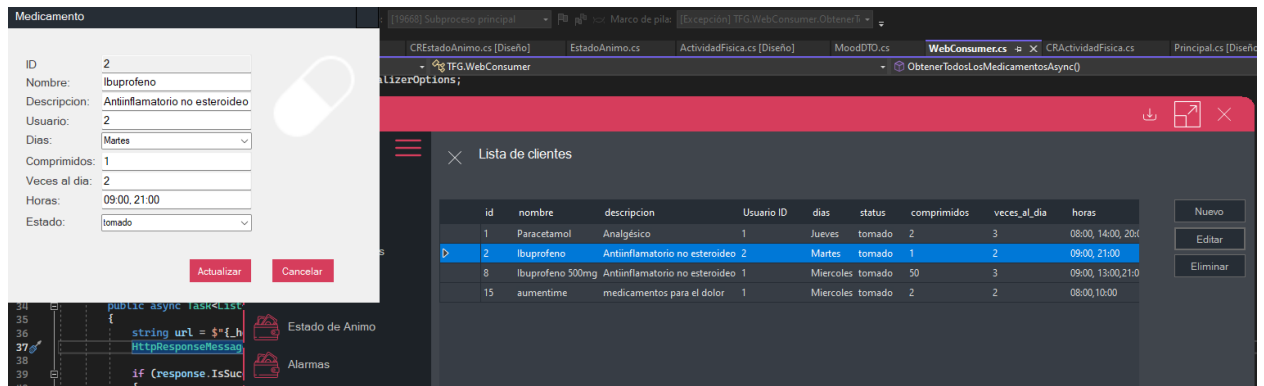 Medicamento
[19668] Subproceso principal Marco de pila: [Excepción] TFG.WebConsumer.ObtenerT
CREstadoAnimo.cs [Diseño] EstadoAnimo.cs ActividadFisica.cs [Diseño] MoodDTO.cs WebConsumer.cs CRActividadFisica.cs Principal.cs [Diseño
TFG.WebConsumer ObtenerTodosLosMedicamentosAsync()
alizerOptions;
ID 2
Nombre: Ibuprofeno
Descripcion: Antiinflamatorio no esteroideo
Usuario: 2
Dias: Martes
Comprimidos: 1
Veces al dia: 2
Horas: 09:00, 21:00
Estado: tomado
Actualizar Cancelar
Lista de clientes
id nombre descripcion Usuario ID dias status comprimidos veces_al_dia horas
1 Paracetamol Analgésico 1 Jueves tomado 2 3 08:00, 14:00, 20:0
2 Ibuprofeno Antiinflamatorio no esteroideo 2 Martes tomado 1 2 09:00, 21:00
8 Ibuprofeno 500mg Antiinflamatorio no esteroideo 1 Miercoles tomado 50 3 09:00, 13:00,21:0
15 aumentime medicamentos para el dolor 1 Miercoles tomado 2 2 08:00,10:00
Nuevo
Editar
Eliminar
s
34 public async Task<List
35 {
36 string url = $"{_h
37 HttpResponseMessag
38
39 if (response.IsSuc
Estado de Animo
Alarmas